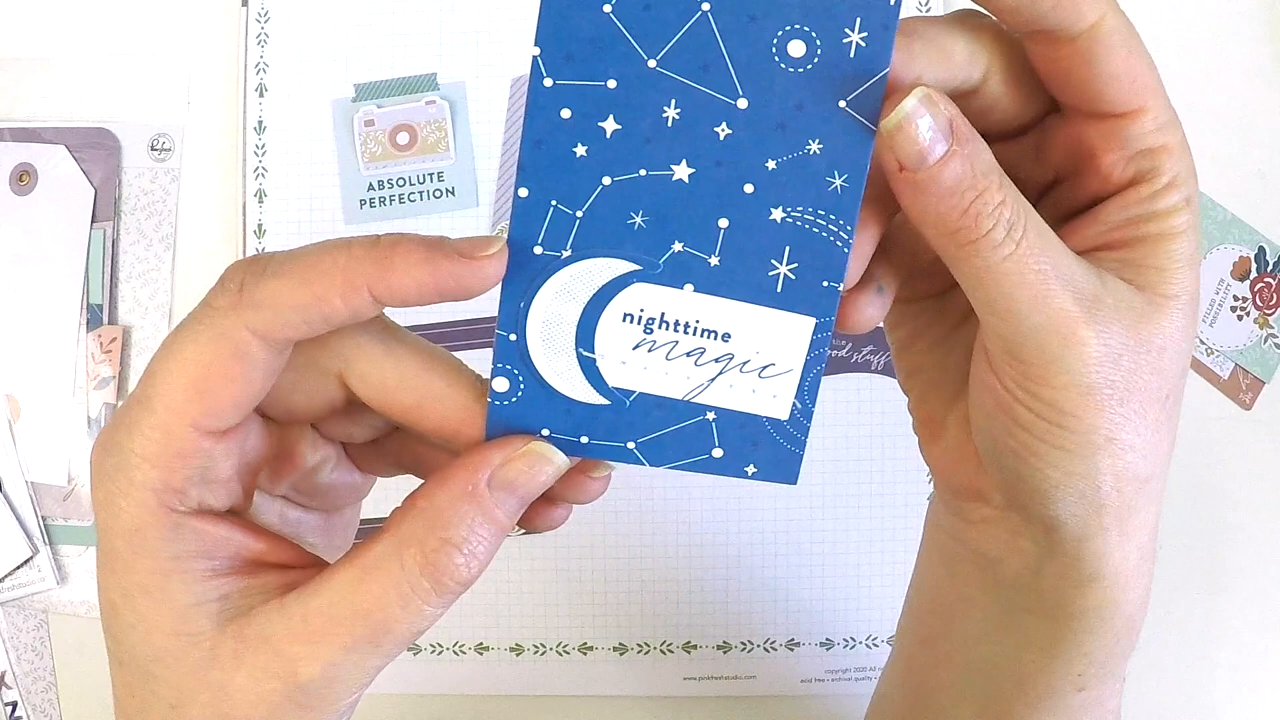 ABSOLUTE
PERFECTION
nighttime
magic
the
good stuff
FILLED WITH
POSSIBILITY
www.pinkfreshstudio.com
copyright 2020 All
acid free • archival quality •